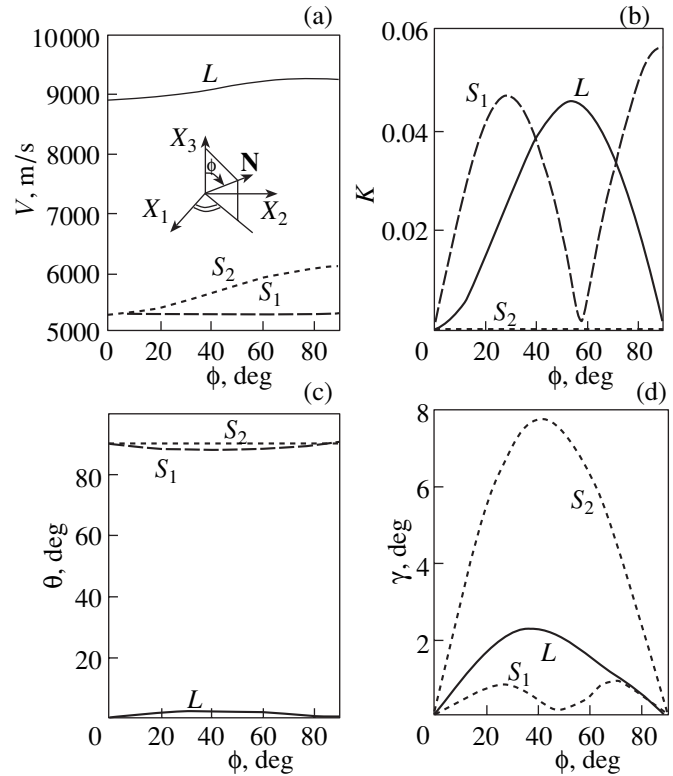 (a)
10000
9000
8000
7000
6000
5000
V, m/s
L
X3
ϕ
N
X1
X2
S2
S1
0 20 40 60 80
ϕ, deg
(b)
0.06
0.04
0.02
K
S1
L
S2
0 20 40 60 80
ϕ, deg
(c)
80
60
40
20
θ, deg
S2
S1
L
0 20 40 60 80
ϕ, deg
(d)
8
6
4
2
γ, deg
S2
L
S1
0 20 40 60 80
ϕ, deg